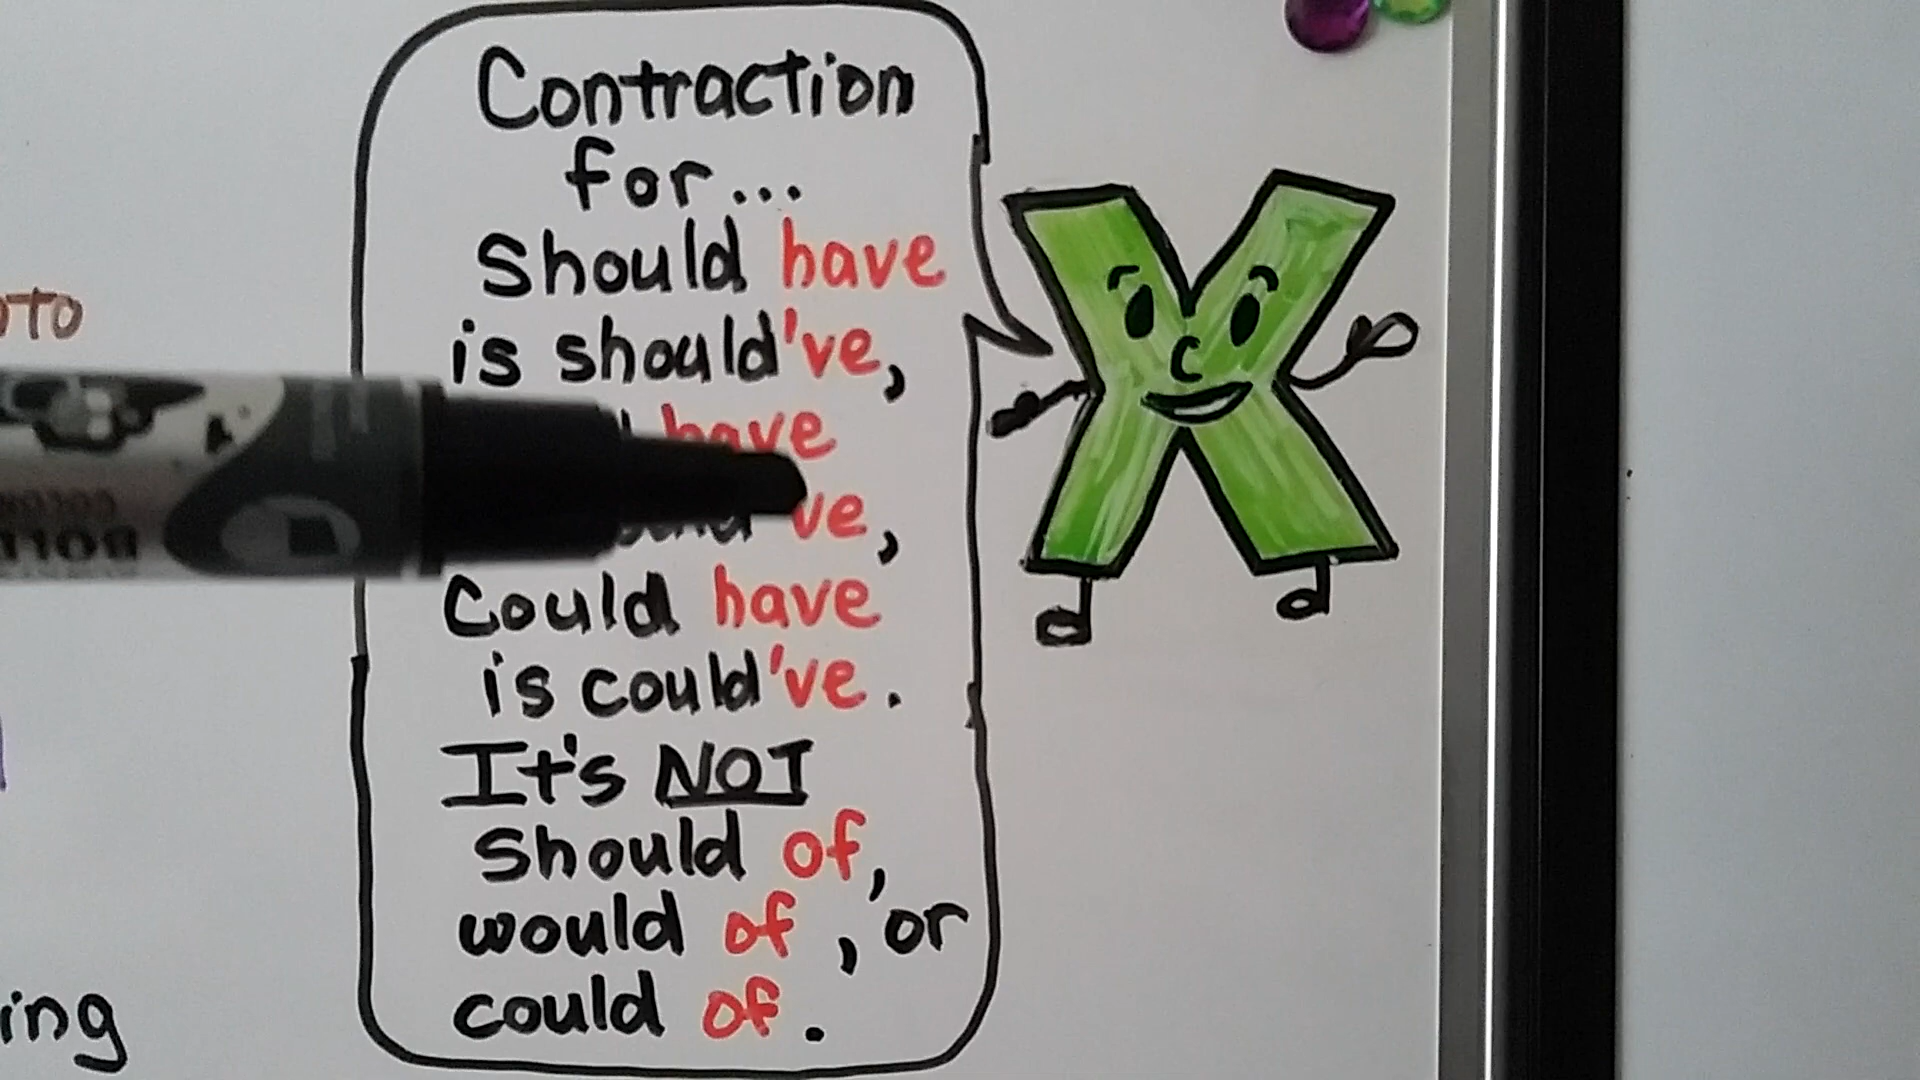 Contraction
for...
should have
is should've,
have
've,
Could have
is could've.
It's NOT
should of,
would of, or
could of.
oto
ing